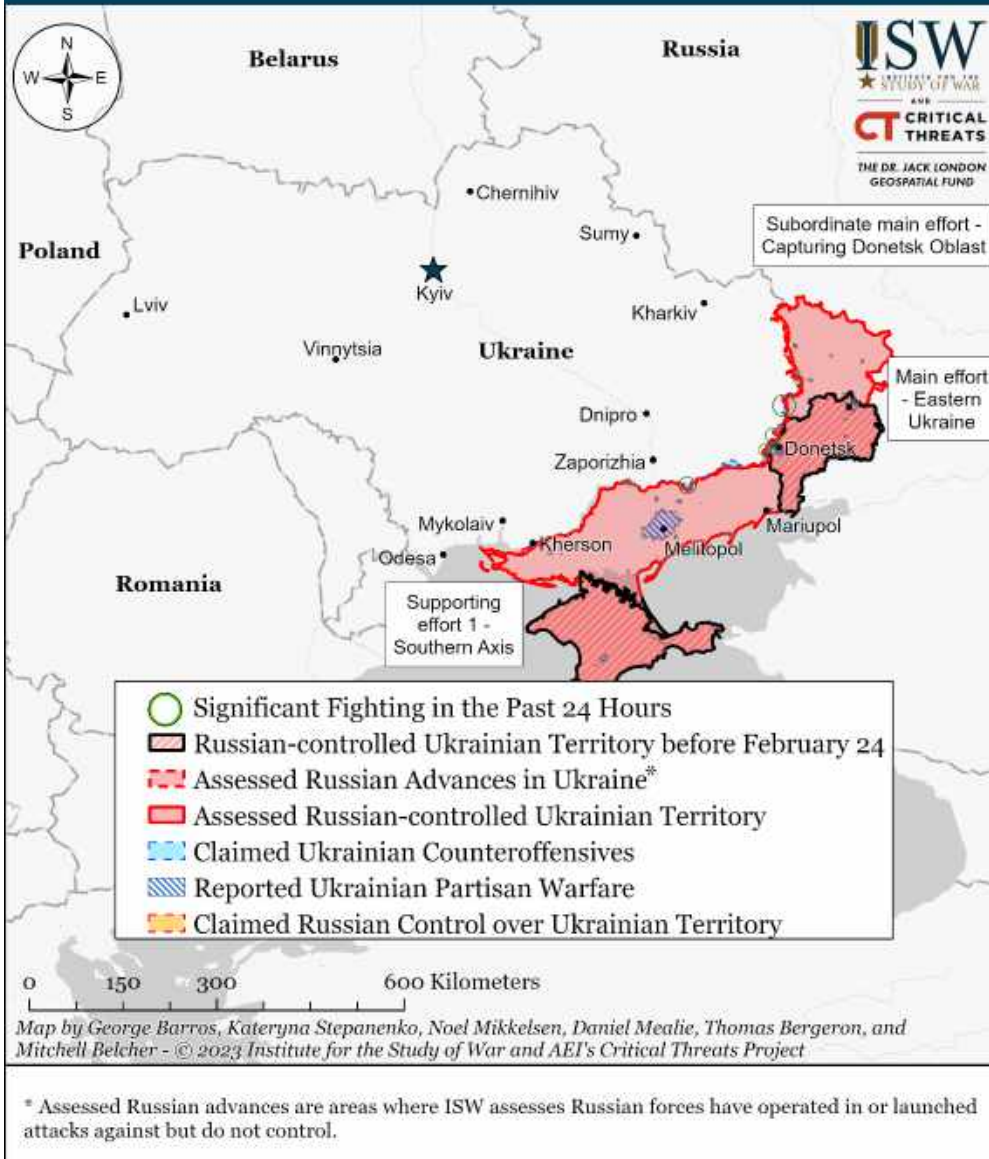 N
W E
S
Belarus
Russia
ISW
INSTITUTE FOR THE
STUDY OF WAR
AND
CT CRITICAL
THREATS
THE DR. JACK LONDON
GEOSPATIAL FUND
Chernihiv
Sumy
Subordinate main effort -
Capturing Donetsk Oblast
Poland
Kyiv
Lviv
Kharkiv
Vinnytsia
Ukraine
Main effort
- Eastern
Ukraine
Dnipro
Donetsk
Zaporizhia
Mykolaiv
Mariupol
Kherson
Melitopol
Odesa
Romania
Supporting
effort 1 -
Southern Axis
Significant Fighting in the Past 24 Hours
Russian-controlled Ukrainian Territory before February 24
Assessed Russian Advances in Ukraine*
Assessed Russian-controlled Ukrainian Territory
Claimed Ukrainian Counteroffensives
Reported Ukrainian Partisan Warfare
Claimed Russian Control over Ukrainian Territory
0 150 300 600 Kilometers
Map by George Barros, Kateryna Stepanenko, Noel Mikkelsen, Daniel Mealie, Thomas Bergeron, and
Mitchell Belcher - © 2023 Institute for the Study of War and AEI's Critical Threats Project
* Assessed Russian advances are areas where ISW assesses Russian forces have operated in or launched
attacks against but do not control.